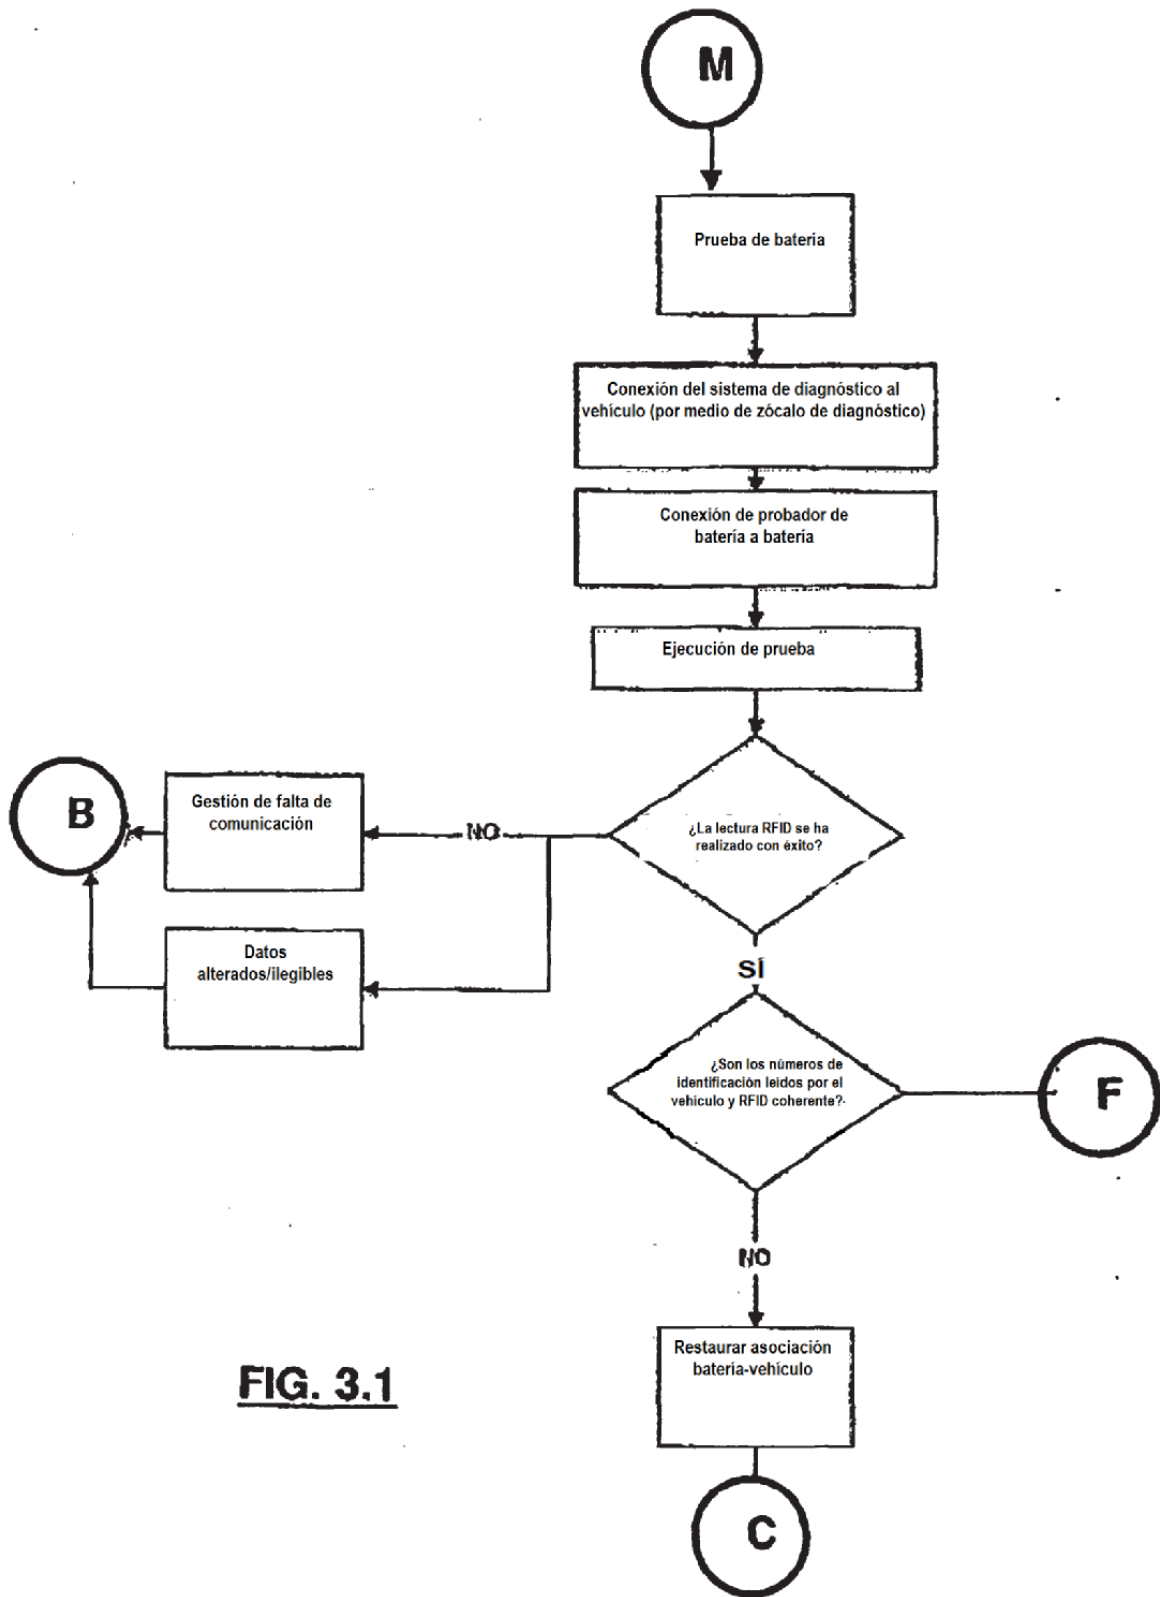 M
Prueba de batería
Conexión del sistema de diagnóstico al
vehículo (por medio de zócalo de diagnóstico)
Conexión de probador de
batería a batería
Ejecución de prueba
¿La lectura RFID se ha
realizado con éxito?
NO
Gestión de falta de
comunicación
B
Datos
alterados/ilegibles
SÍ
¿Son los números de
identificación leídos por el
vehículo y RFID coherente?
F
NO
Restaurar asociación
batería-vehículo
C
FIG. 3.1